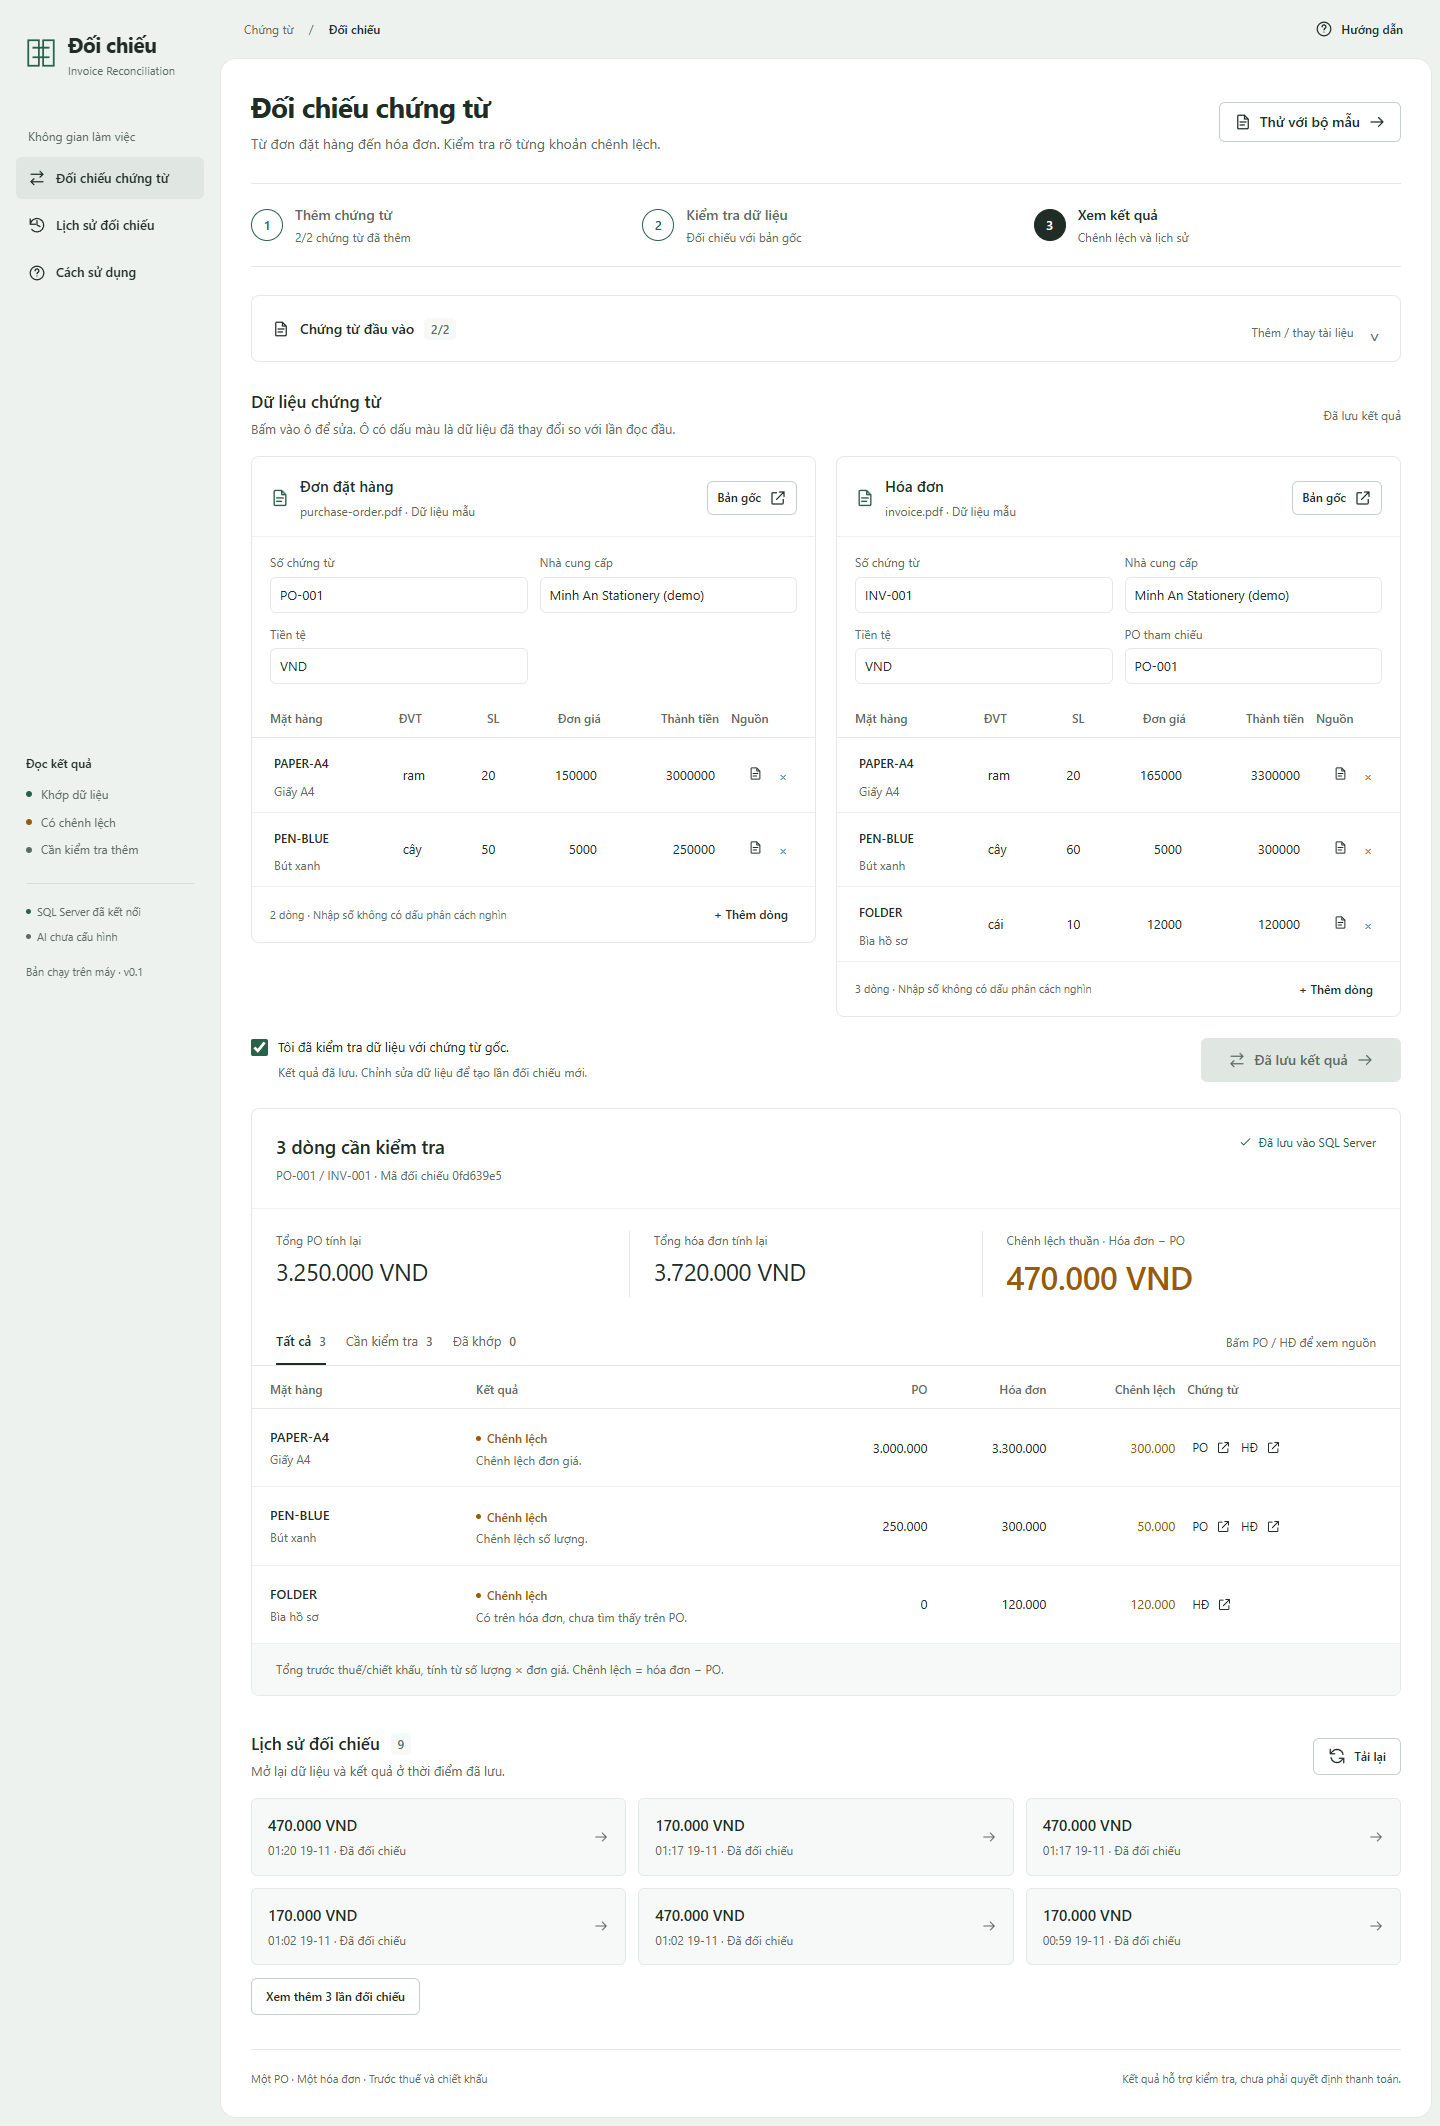 Đối chiếu
Invoice Reconciliation
Không gian làm việc
Đối chiếu chứng từ
Lịch sử đối chiếu
Cách sử dụng
Đọc kết quả
Khớp dữ liệu
Có chênh lệch
Cần kiểm tra thêm
SQL Server đã kết nối
AI chưa cấu hình
Bản chạy trên máy · v0.1
Chứng từ / Đối chiếu
Hướng dẫn
Đối chiếu chứng từ
Từ đơn đặt hàng đến hóa đơn. Kiểm tra rõ từng khoản chênh lệch.
Thử với bộ mẫu
1 Thêm chứng từ
2/2 chứng từ đã thêm
2 Kiểm tra dữ liệu
Đối chiếu với bản gốc
3 Xem kết quả
Chênh lệch và lịch sử
Chứng từ đầu vào 2/2
Thêm / thay tài liệu
Dữ liệu chứng từ
Bấm vào ô để sửa. Ô có dấu màu là dữ liệu đã thay đổi so với lần đọc đầu.
Đã lưu kết quả
Đơn đặt hàng
purchase-order.pdf · Dữ liệu mẫu
Bản gốc
Số chứng từ Nhà cung cấp
PO-001 Minh An Stationery (demo)
Tiền tệ
VND
Mặt hàng ĐVT SL Đơn giá Thành tiền Nguồn
PAPER-A4 ram 20 150000 3000000 ×
Giấy A4
PEN-BLUE cây 50 5000 250000 ×
Bút xanh
2 dòng · Nhập số không có dấu phân cách nghìn + Thêm dòng
Hóa đơn
invoice.pdf · Dữ liệu mẫu
Bản gốc
Số chứng từ Nhà cung cấp
INV-001 Minh An Stationery (demo)
Tiền tệ PO tham chiếu
VND PO-001
Mặt hàng ĐVT SL Đơn giá Thành tiền Nguồn
PAPER-A4 ram 20 165000 3300000 ×
Giấy A4
PEN-BLUE cây 60 5000 300000 ×
Bút xanh
FOLDER cái 10 12000 120000 ×
Bìa hồ sơ
3 dòng · Nhập số không có dấu phân cách nghìn + Thêm dòng
Tôi đã kiểm tra dữ liệu với chứng từ gốc.
Kết quả đã lưu. Chỉnh sửa dữ liệu để tạo lần đối chiếu mới.
Đã lưu kết quả
3 dòng cần kiểm tra
PO-001 / INV-001 · Mã đối chiếu 0fd639e5
Đã lưu vào SQL Server
Tổng PO tính lại
3.250.000 VND
Tổng hóa đơn tính lại
3.720.000 VND
Chênh lệch thuần · Hóa đơn − PO
470.000 VND
Tất cả 3 Cần kiểm tra 3 Đã khớp 0
Bấm PO / HĐ để xem nguồn
Mặt hàng Kết quả PO Hóa đơn Chênh lệch Chứng từ
PAPER-A4 Chênh lệch 3.000.000 3.300.000 300.000 PO HĐ
Giấy A4 Chênh lệch đơn giá.
PEN-BLUE Chênh lệch 250.000 300.000 50.000 PO HĐ
Bút xanh Chênh lệch số lượng.
FOLDER Chênh lệch 0 120.000 120.000 HĐ
Bìa hồ sơ Có trên hóa đơn, chưa tìm thấy trên PO.
Tổng trước thuế/chiết khấu, tính từ số lượng × đơn giá. Chênh lệch = hóa đơn − PO.
Lịch sử đối chiếu 9
Mở lại dữ liệu và kết quả ở thời điểm đã lưu.
Tải lại
470.000 VND
01:20 19-11 · Đã đối chiếu
170.000 VND
01:17 19-11 · Đã đối chiếu
470.000 VND
01:17 19-11 · Đã đối chiếu
170.000 VND
01:02 19-11 · Đã đối chiếu
470.000 VND
01:02 19-11 · Đã đối chiếu
170.000 VND
00:59 19-11 · Đã đối chiếu
Xem thêm 3 lần đối chiếu
Một PO · Một hóa đơn · Trước thuế và chiết khấu
Kết quả hỗ trợ kiểm tra, chưa phải quyết định thanh toán.